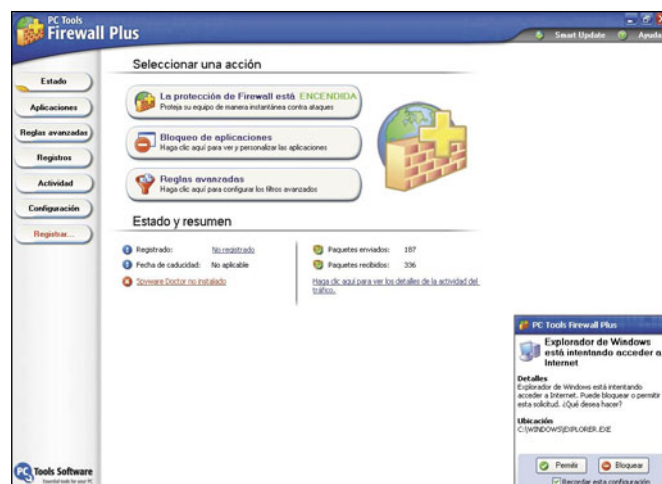 PC Tools
Firewall Plus
Smart Update
Ayuda
Estado
Aplicaciones
Reglas avanzadas
Registros
Actividad
Configuración
Registrar...
Seleccionar una acción
La protección de Firewall está ENCENDIDA
Proteja su equipo de manera instantánea contra ataques
Bloqueo de aplicaciones
Haga clic aquí para ver y personalizar las aplicaciones
Reglas avanzadas
Haga clic aquí para configurar los filtros avanzados
Estado y resumen
Registrado: No registrado
Fecha de caducidad: No aplicable
Spyware Doctor no instalado
Paquetes enviados: 187
Paquetes recibidos: 336
Haga clic aquí para ver los detalles de la actividad del
tráfico.
PC Tools Firewall Plus
Explorador de Windows
está intentando acceder a
Internet
Detalles
Explorador de Windows está intentando
acceder a Internet. Puede bloquear o permitir
esta solicitud. ¿Qué desea hacer?
Ubicación
C:\WINDOWS\EXPLORER.EXE
Permitir
Bloquear
Recordar esta configuración
PC Tools Software
Essential tools for your PC